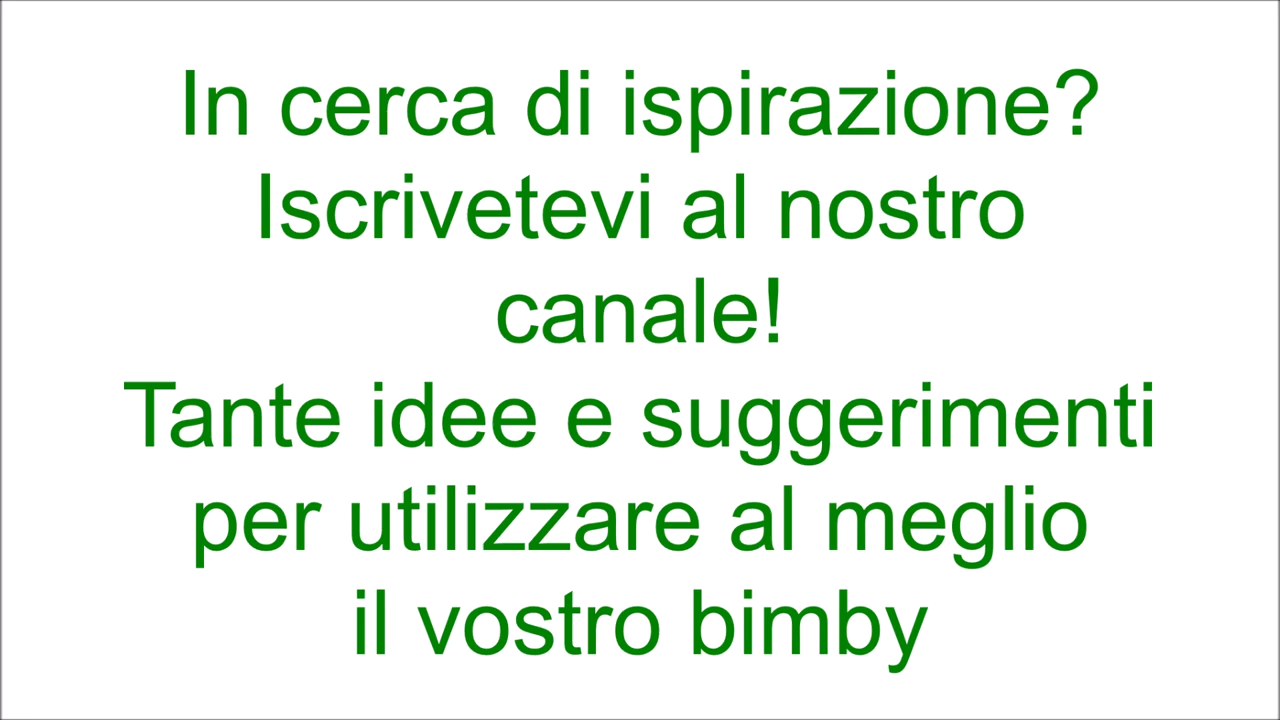 In cerca di ispirazione?
Iscrivetevi al nostro
canale!
Tante idee e suggerimenti
per utilizzare al meglio
il vostro bimby